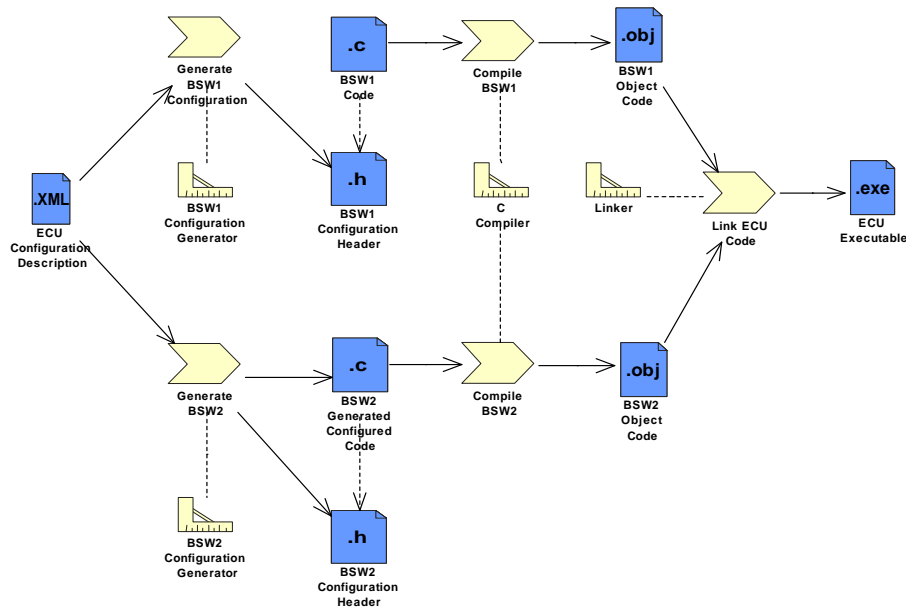 .c
.obj
Generate
BSW1
Configuration
BSW1
Code
Compile
BSW1
BSW1
Object
Code
.XML
ECU
Configuration
Description
BSW1
Configuration
Generator
.h
BSW1
Configuration
Header
C
Compiler
Linker
Link ECU
Code
.exe
ECU
Executable
Generate
BSW2
.c
BSW2
Generated
Configured
Code
Compile
BSW2
.obj
BSW2
Object
Code
BSW2
Configuration
Generator
.h
BSW2
Configuration
Header